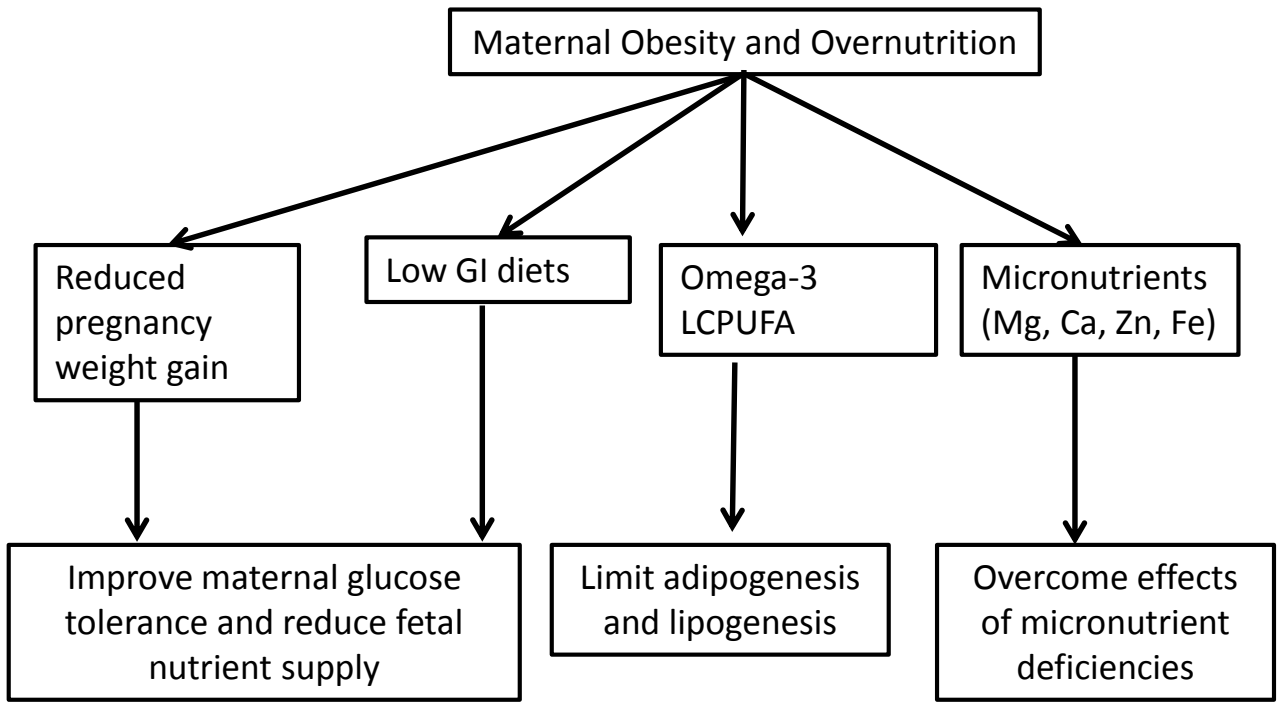 Maternal Obesity and Overnutrition
Reduced
pregnancy
weight gain
Low GI diets
Omega-3
LCPUFA
Micronutrients
(Mg, Ca, Zn, Fe)
Improve maternal glucose
tolerance and reduce fetal
nutrient supply
Limit adipogenesis
and lipogenesis
Overcome effects
of micronutrient
deficiencies